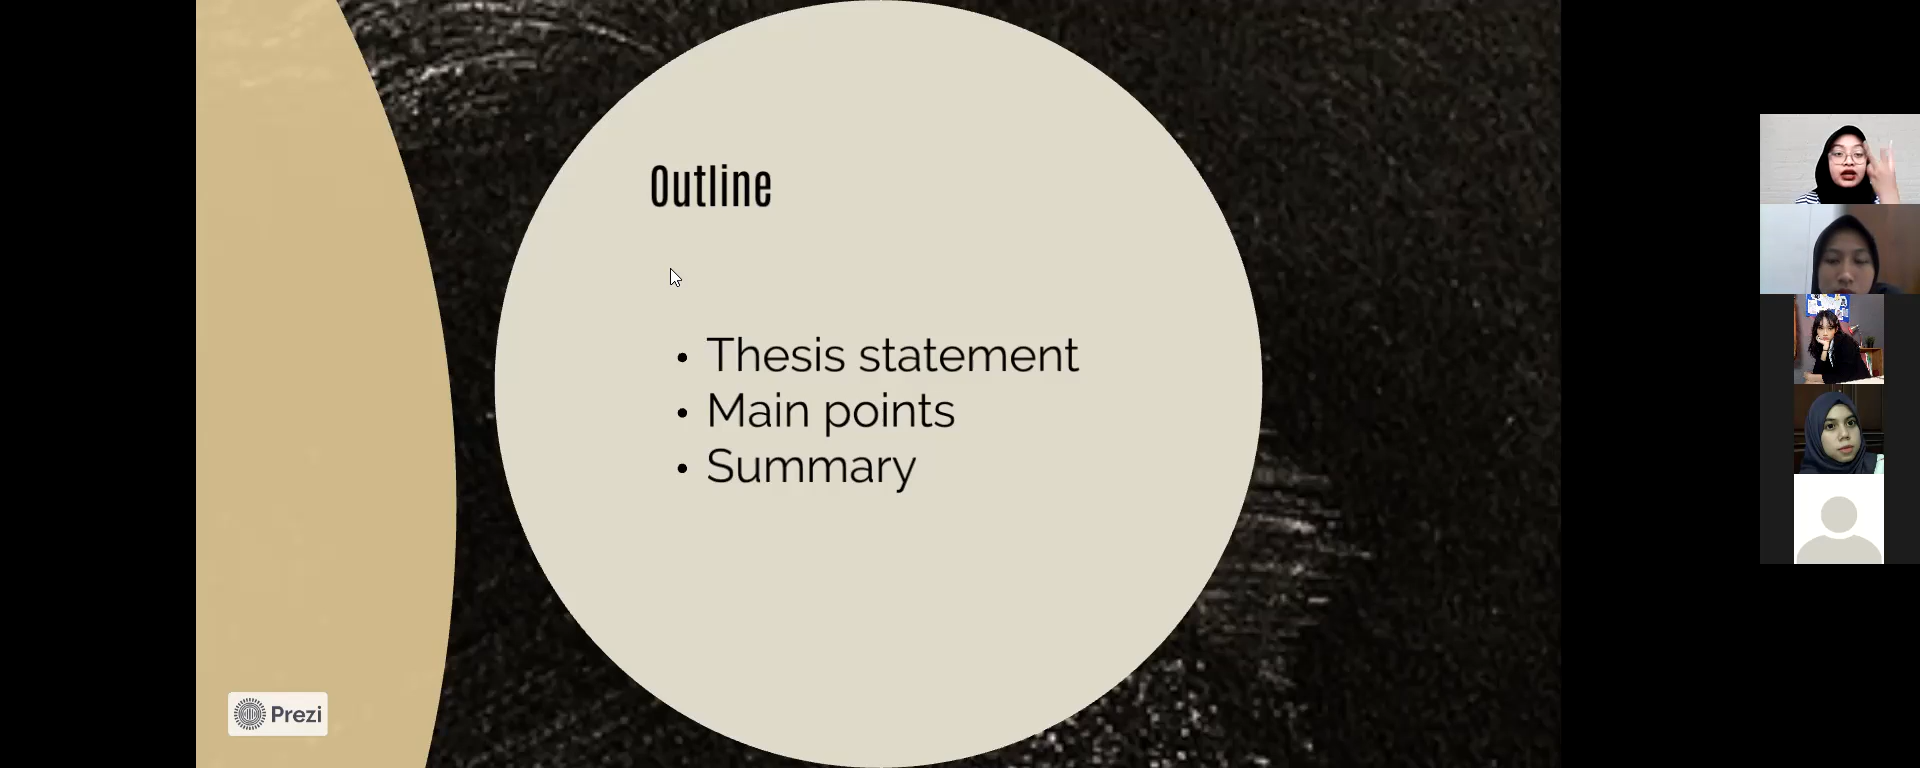 Outline
Thesis statement
Main points
Summary
Prezi